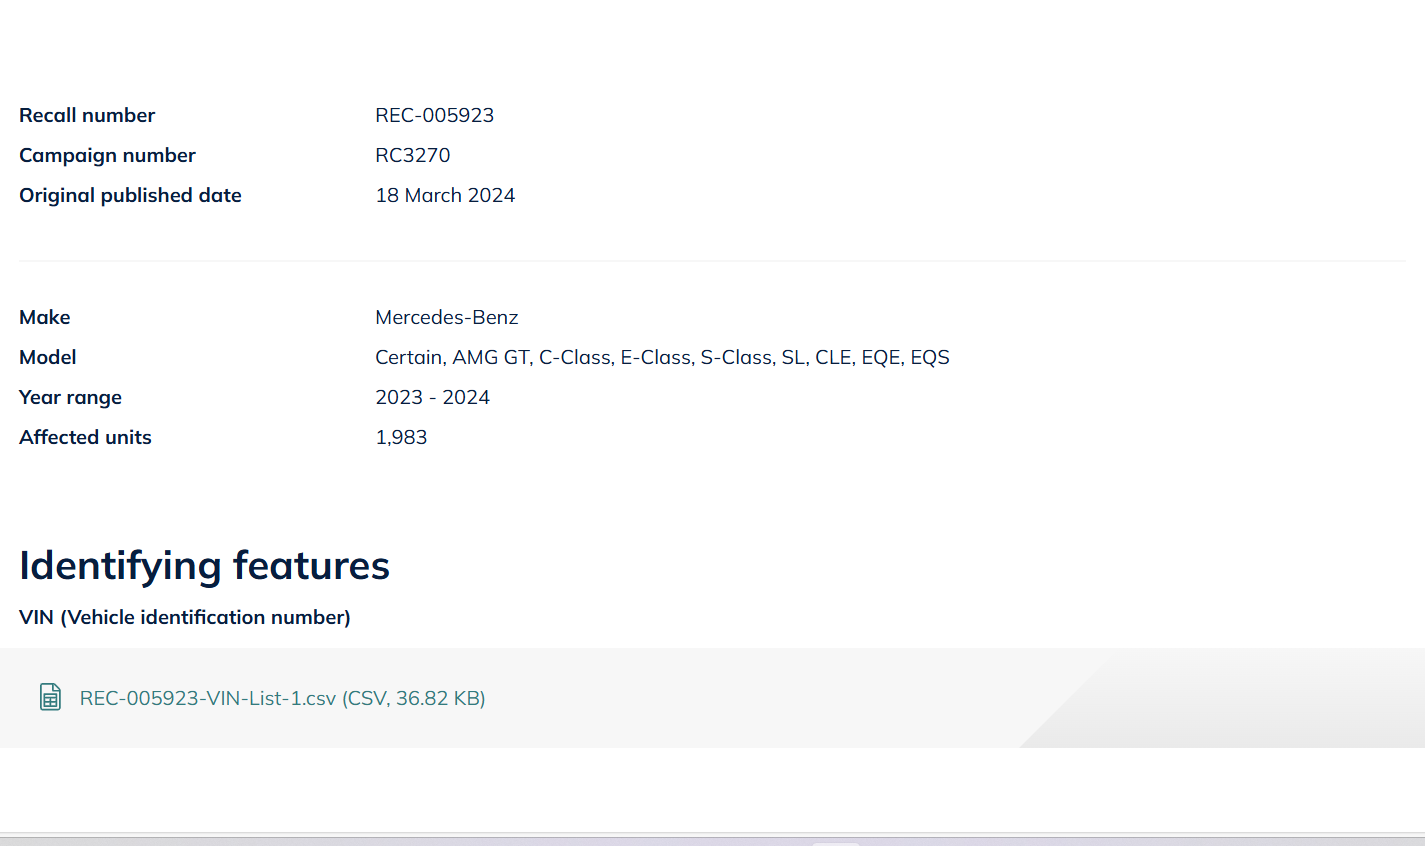 Recall number REC-005923
Campaign number RC3270
Original published date 18 March 2024
Make Mercedes-Benz
Model Certain, AMG GT, C-Class, E-Class, S-Class, SL, CLE, EQE, EQS
Year range 2023 - 2024
Affected units 1,983
Identifying features
VIN (Vehicle identification number)
REC-005923-VIN-List-1.csv (CSV, 36.82 KB)